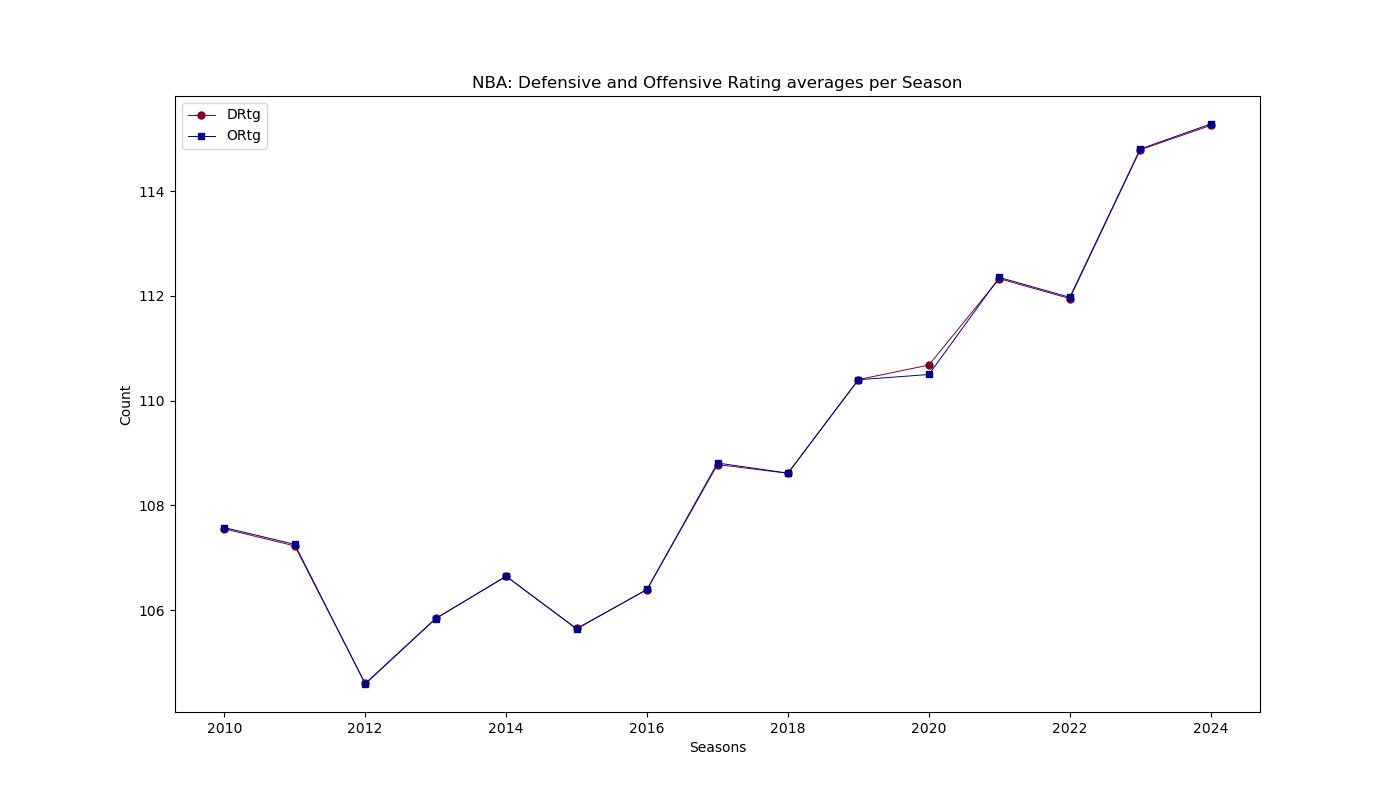 NBA: Defensive and Offensive Rating averages per Season
DRtg
ORtg
114
112
110
108
106
Count
2010 2012 2014 2016 2018 2020 2022 2024
Seasons